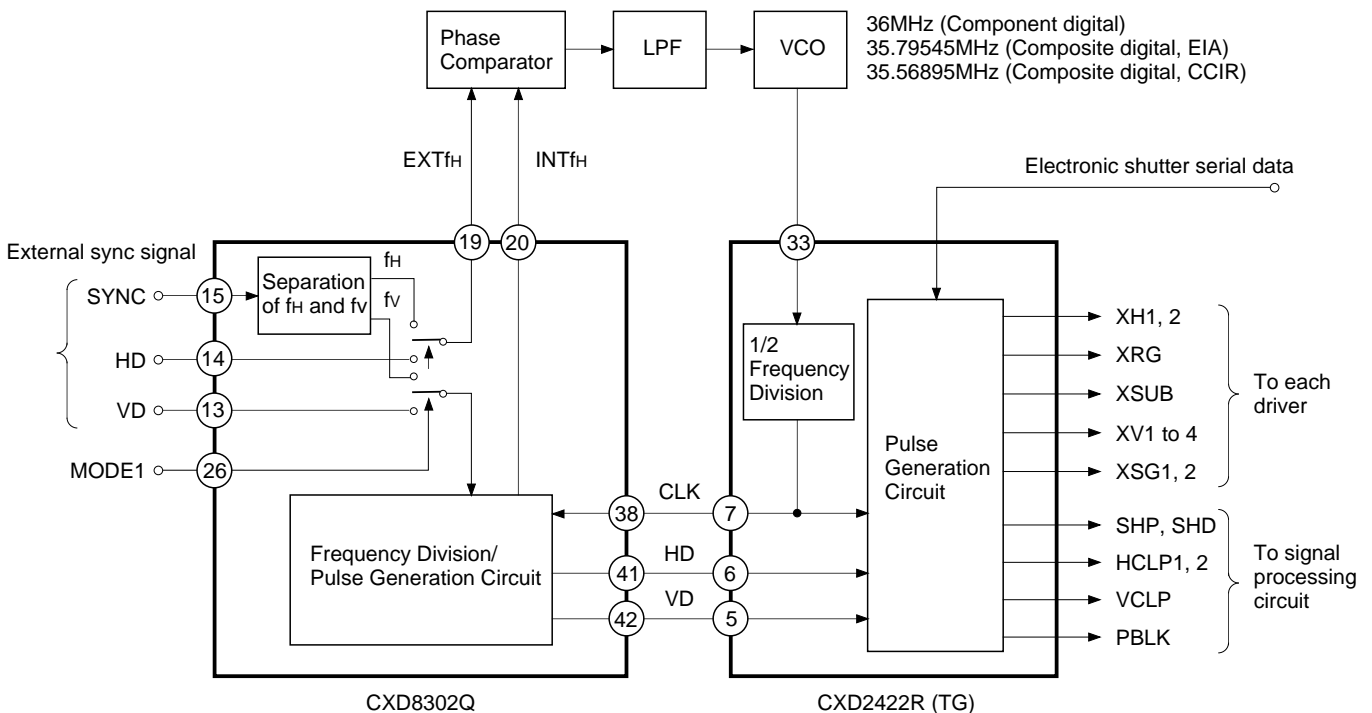 Phase
Comparator
LPF
VCO
36MHz (Component digital)
35.79545MHz (Composite digital, EIA)
35.56895MHz (Composite digital, CCIR)
EXTfH
INTfH
Electronic shutter serial data
19
20
33
External sync signal
SYNC
15
Separation
of fH and fV
fH
fV
HD
14
VD
13
MODE1
26
1/2
Frequency
Division
Pulse
Generation
Circuit
XH1, 2
XRG
XSUB
XV1 to 4
XSG1, 2
To each
driver
SHP, SHD
HCLP1, 2
VCLP
PBLK
To signal
processing
circuit
Frequency Division/
Pulse Generation Circuit
38
CLK
7
41
HD
6
42
VD
5
CXD8302Q
CXD2422R (TG)